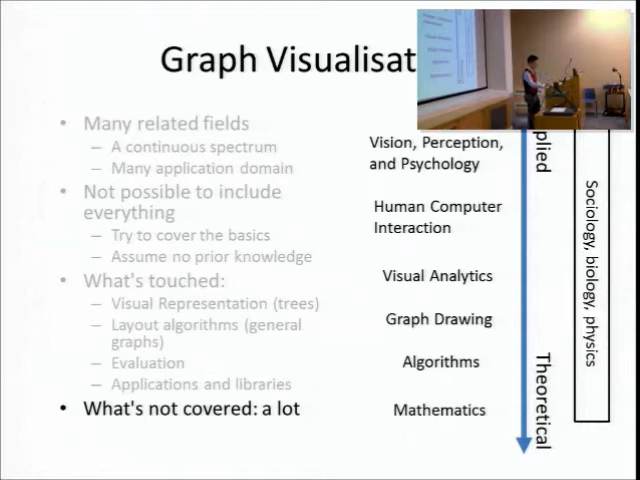 Graph Visualisat
• Many related fields
– A continuous spectrum
– Many application domain
• Not possible to include
everything
– Try to cover the basics
– Assume no prior knowledge
• What's touched:
– Visual Representation (trees)
– Layout algorithms (general
graphs)
– Evaluation
– Applications and libraries
• What's not covered: a lot
Vision, Perception,
and Psychology
Human Computer
Interaction
Visual Analytics
Graph Drawing
Algorithms
Mathematics
plied
Theoretical
Sociology, biology, physics